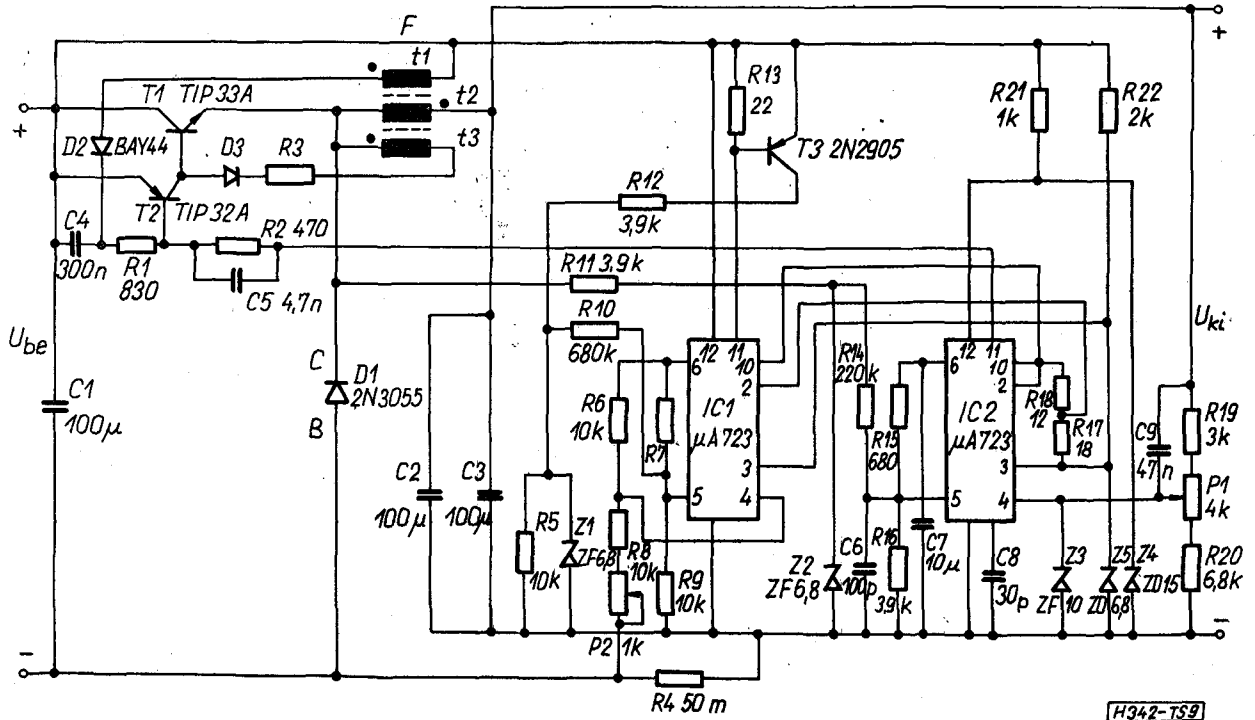 F
+
t1
t2
t3
R13
22
R21
1k
R22
2k
T1 TIP 33A
+
D2
BAY44
D3
R3
T3 2N2905
R12
3,9k
T2
TIP32A
C4
300n
R1
830
R2 470
C5 4,7n
R11 3,9k
R10
680k
Ube
Uki
C1
100µ
C
D1
2N3055
B
12
11
6
10
2
IC1
µA723
3
5
4
R6
10k
R7
R14
220k
R15
680
12
11
6
10
2
IC2
µA723
3
5
4
R18
12
R17
18
C9
47n
R19
3k
P1
4k
R20
6,8k
C2
100µ
C3
100µ
R5
10k
Z1
ZF6,8
R8
10k
R9
10k
P2 1k
Z2
ZF6,8
C6
100p
R16
3,9k
C7
10µ
C8
30p
Z3
ZF 10
Z5
ZD6,8
Z4
ZD15
-
-
R4 50 m
H342-TS9